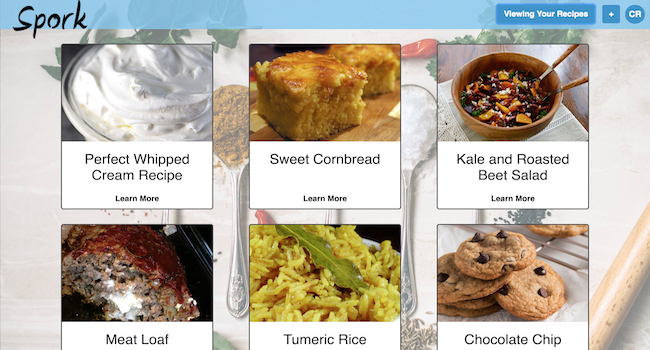 Spork
Viewing Your Recipes
+
CR
Perfect Whipped
Cream Recipe
Learn More
Sweet Cornbread
Learn More
Kale and Roasted
Beet Salad
Learn More
Meat Loaf
Tumeric Rice
Chocolate Chip